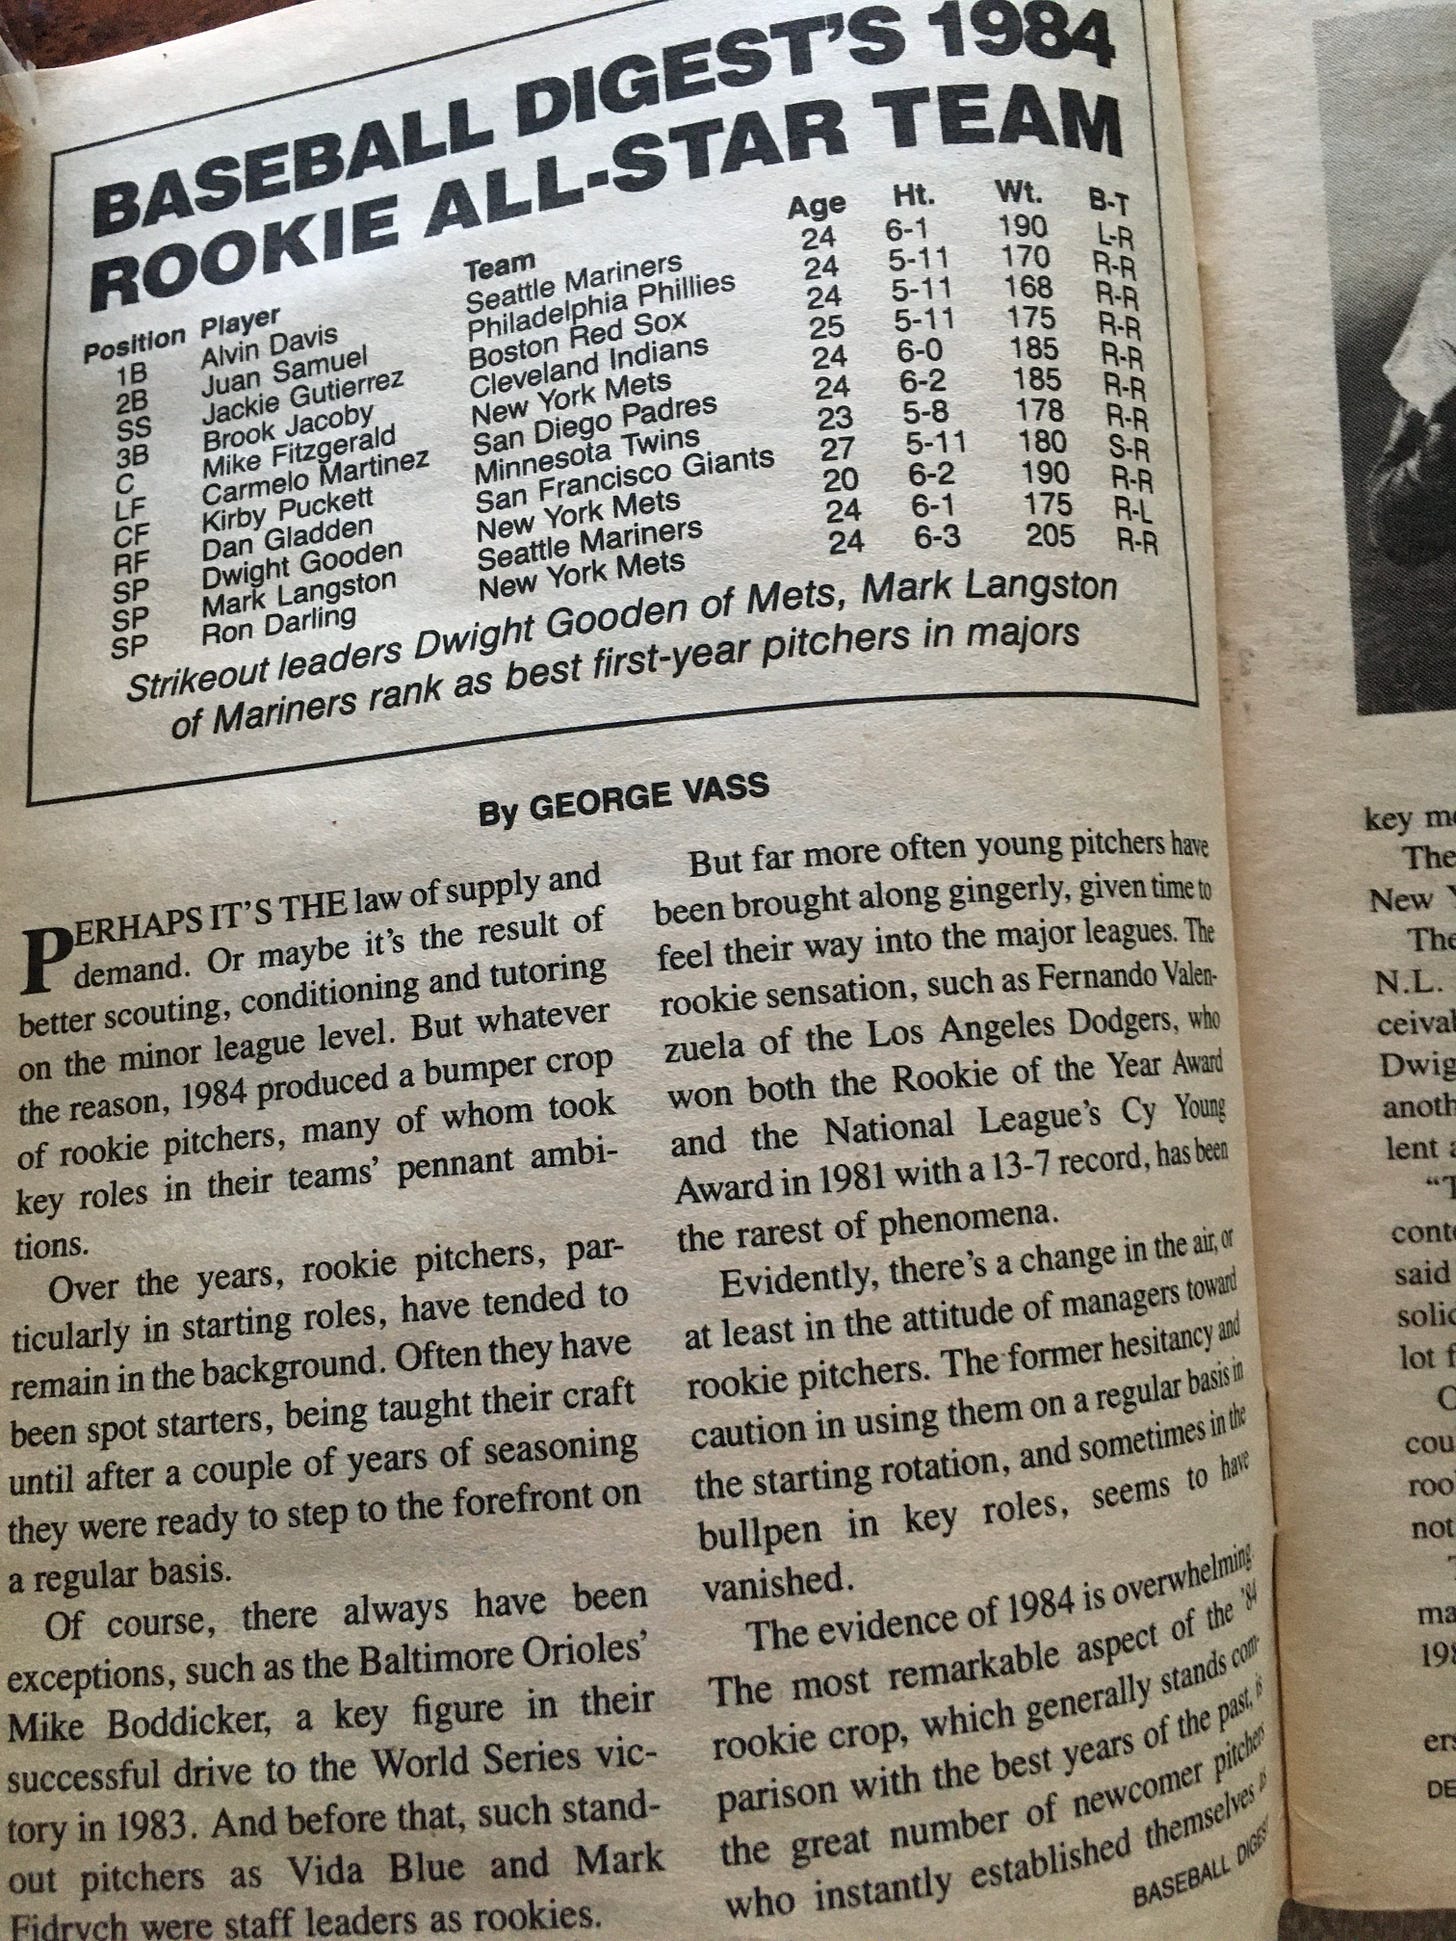 BASEBALL DIGEST'S 1984
ROOKIE ALL-STAR TEAM
Position Player Team Age Ht. Wt. B-T
1B Alvin Davis Seattle Mariners 24 6-1 190 L-R
2B Juan Samuel Philadelphia Phillies 24 5-11 170 R-R
SS Jackie Gutierrez Boston Red Sox 24 5-11 168 R-R
3B Brook Jacoby Cleveland Indians 25 5-11 175 R-R
C Mike Fitzgerald New York Mets 24 6-0 185 R-R
LF Carmelo Martinez San Diego Padres 24 6-2 185 R-R
CF Kirby Puckett Minnesota Twins 23 5-8 178 R-R
RF Dan Gladden San Francisco Giants 27 5-11 180 S-R
SP Dwight Gooden New York Mets 20 6-2 190 R-R
SP Mark Langston Seattle Mariners 24 6-1 175 R-L
SP Ron Darling New York Mets 24 6-3 205 R-R
Strikeout leaders Dwight Gooden of Mets, Mark Langston
of Mariners rank as best first-year pitchers in majors
By GEORGE VASS
PERHAPS IT'S THE law of supply and
demand. Or maybe it's the result of
better scouting, conditioning and tutoring
on the minor league level. But whatever
the reason, 1984 produced a bumper crop
of rookie pitchers, many of whom took
key roles in their teams' pennant ambi-
tions.
Over the years, rookie pitchers, par-
ticularly in starting roles, have tended to
remain in the background. Often they have
been spot starters, being taught their craft
until after a couple of years of seasoning
they were ready to step to the forefront on
a regular basis.
Of course, there always have been
exceptions, such as the Baltimore Orioles'
Mike Boddicker, a key figure in their
successful drive to the World Series vic-
tory in 1983. And before that, such stand-
out pitchers as Vida Blue and Mark
Fidrych were staff leaders as rookies.
But far more often young pitchers have
been brought along gingerly, given time to
feel their way into the major leagues. The
rookie sensation, such as Fernando Valen-
zuela of the Los Angeles Dodgers, who
won both the Rookie of the Year Award
and the National League's Cy Young
Award in 1981 with a 13-7 record, has been
the rarest of phenomena.
Evidently, there's a change in the air, or
at least in the attitude of managers toward
rookie pitchers. The former hesitancy and
caution in using them on a regular basis in
the starting rotation, and sometimes in the
bullpen in key roles, seems to have
vanished.
The evidence of 1984 is overwhelming
The most remarkable aspect of the '84
rookie crop, which generally stands com-
parison with the best years of the past, is
the great number of newcomer pitchers
who instantly established themselves as
BASEBALL DIGEST
key
The
New
The
N.L.
said
lot